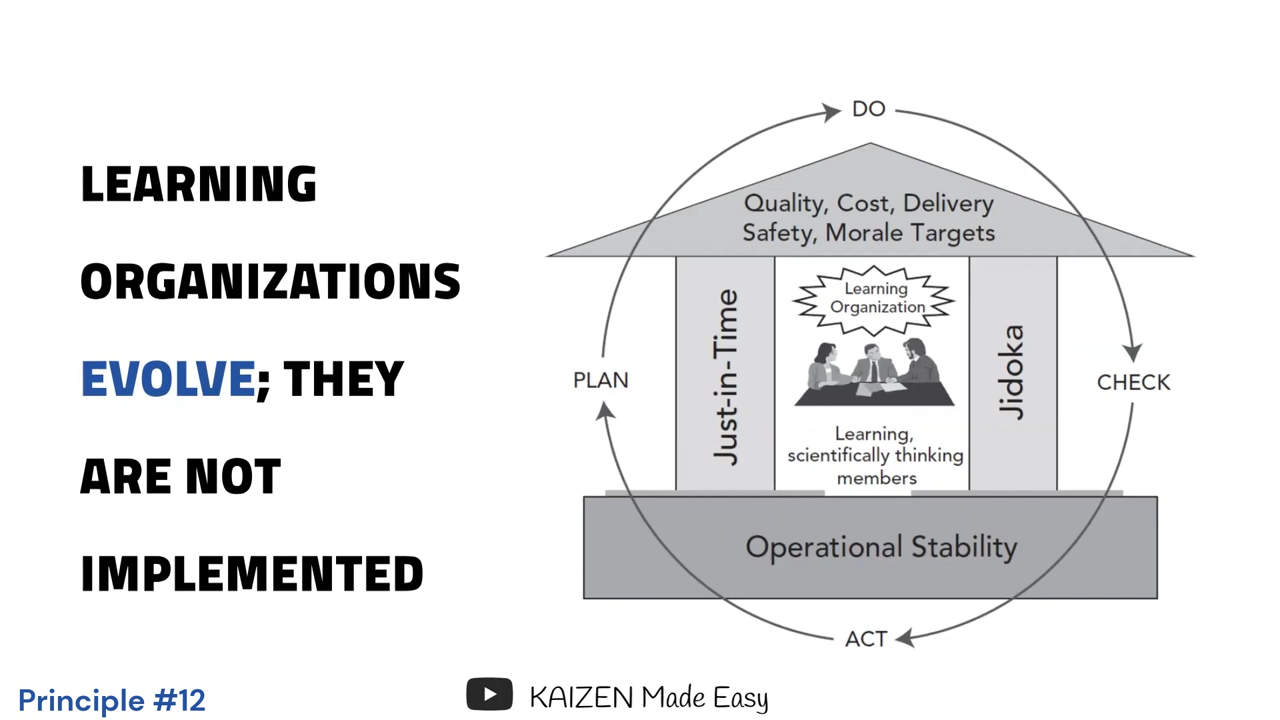 LEARNING
ORGANIZATIONS
EVOLVE; THEY
ARE NOT
IMPLEMENTED
DO
Quality, Cost, Delivery
Safety, Morale Targets
Just-in-Time
Learning
Organization
Jidoka
PLAN
CHECK
Learning,
scientifically thinking
members
Operational Stability
ACT
Principle #12
KAIZEN Made Easy